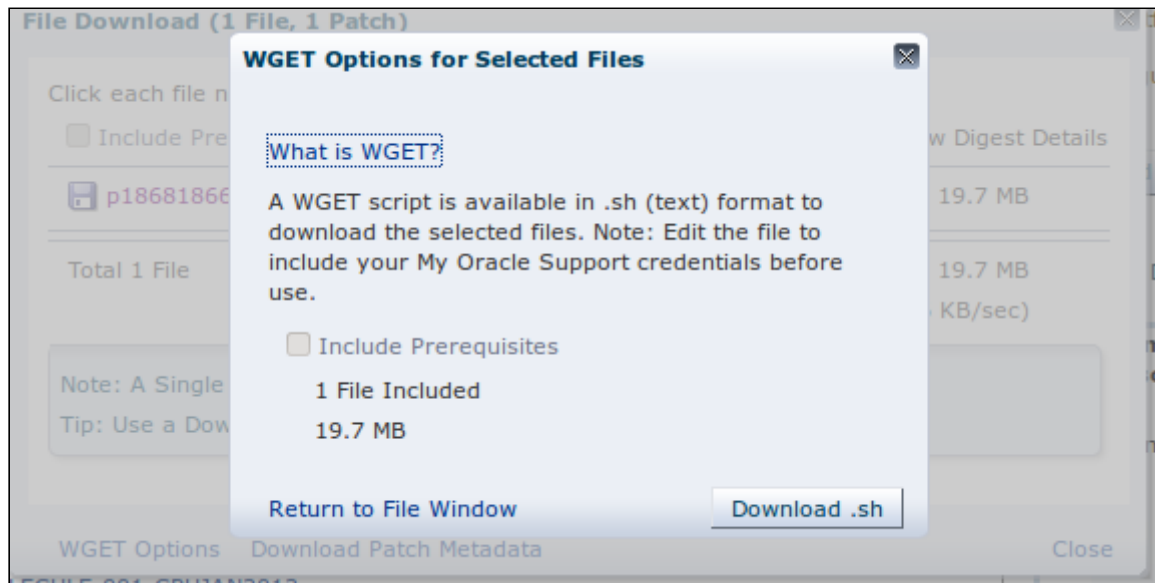 File Download (1 File, 1 Patch)
WGET Options for Selected Files
Click each file n
What is WGET?
Include Pre
w Digest Details
A WGET script is available in .sh (text) format to
download the selected files. Note: Edit the file to
include your My Oracle Support credentials before
use.
p18681866
19.7 MB
Total 1 File
19.7 MB
KB/sec)
Include Prerequisites
1 File Included
19.7 MB
Note: A Single
Tip: Use a Dow
Return to File Window
Download .sh
WGET Options
Download Patch Metadata
Close